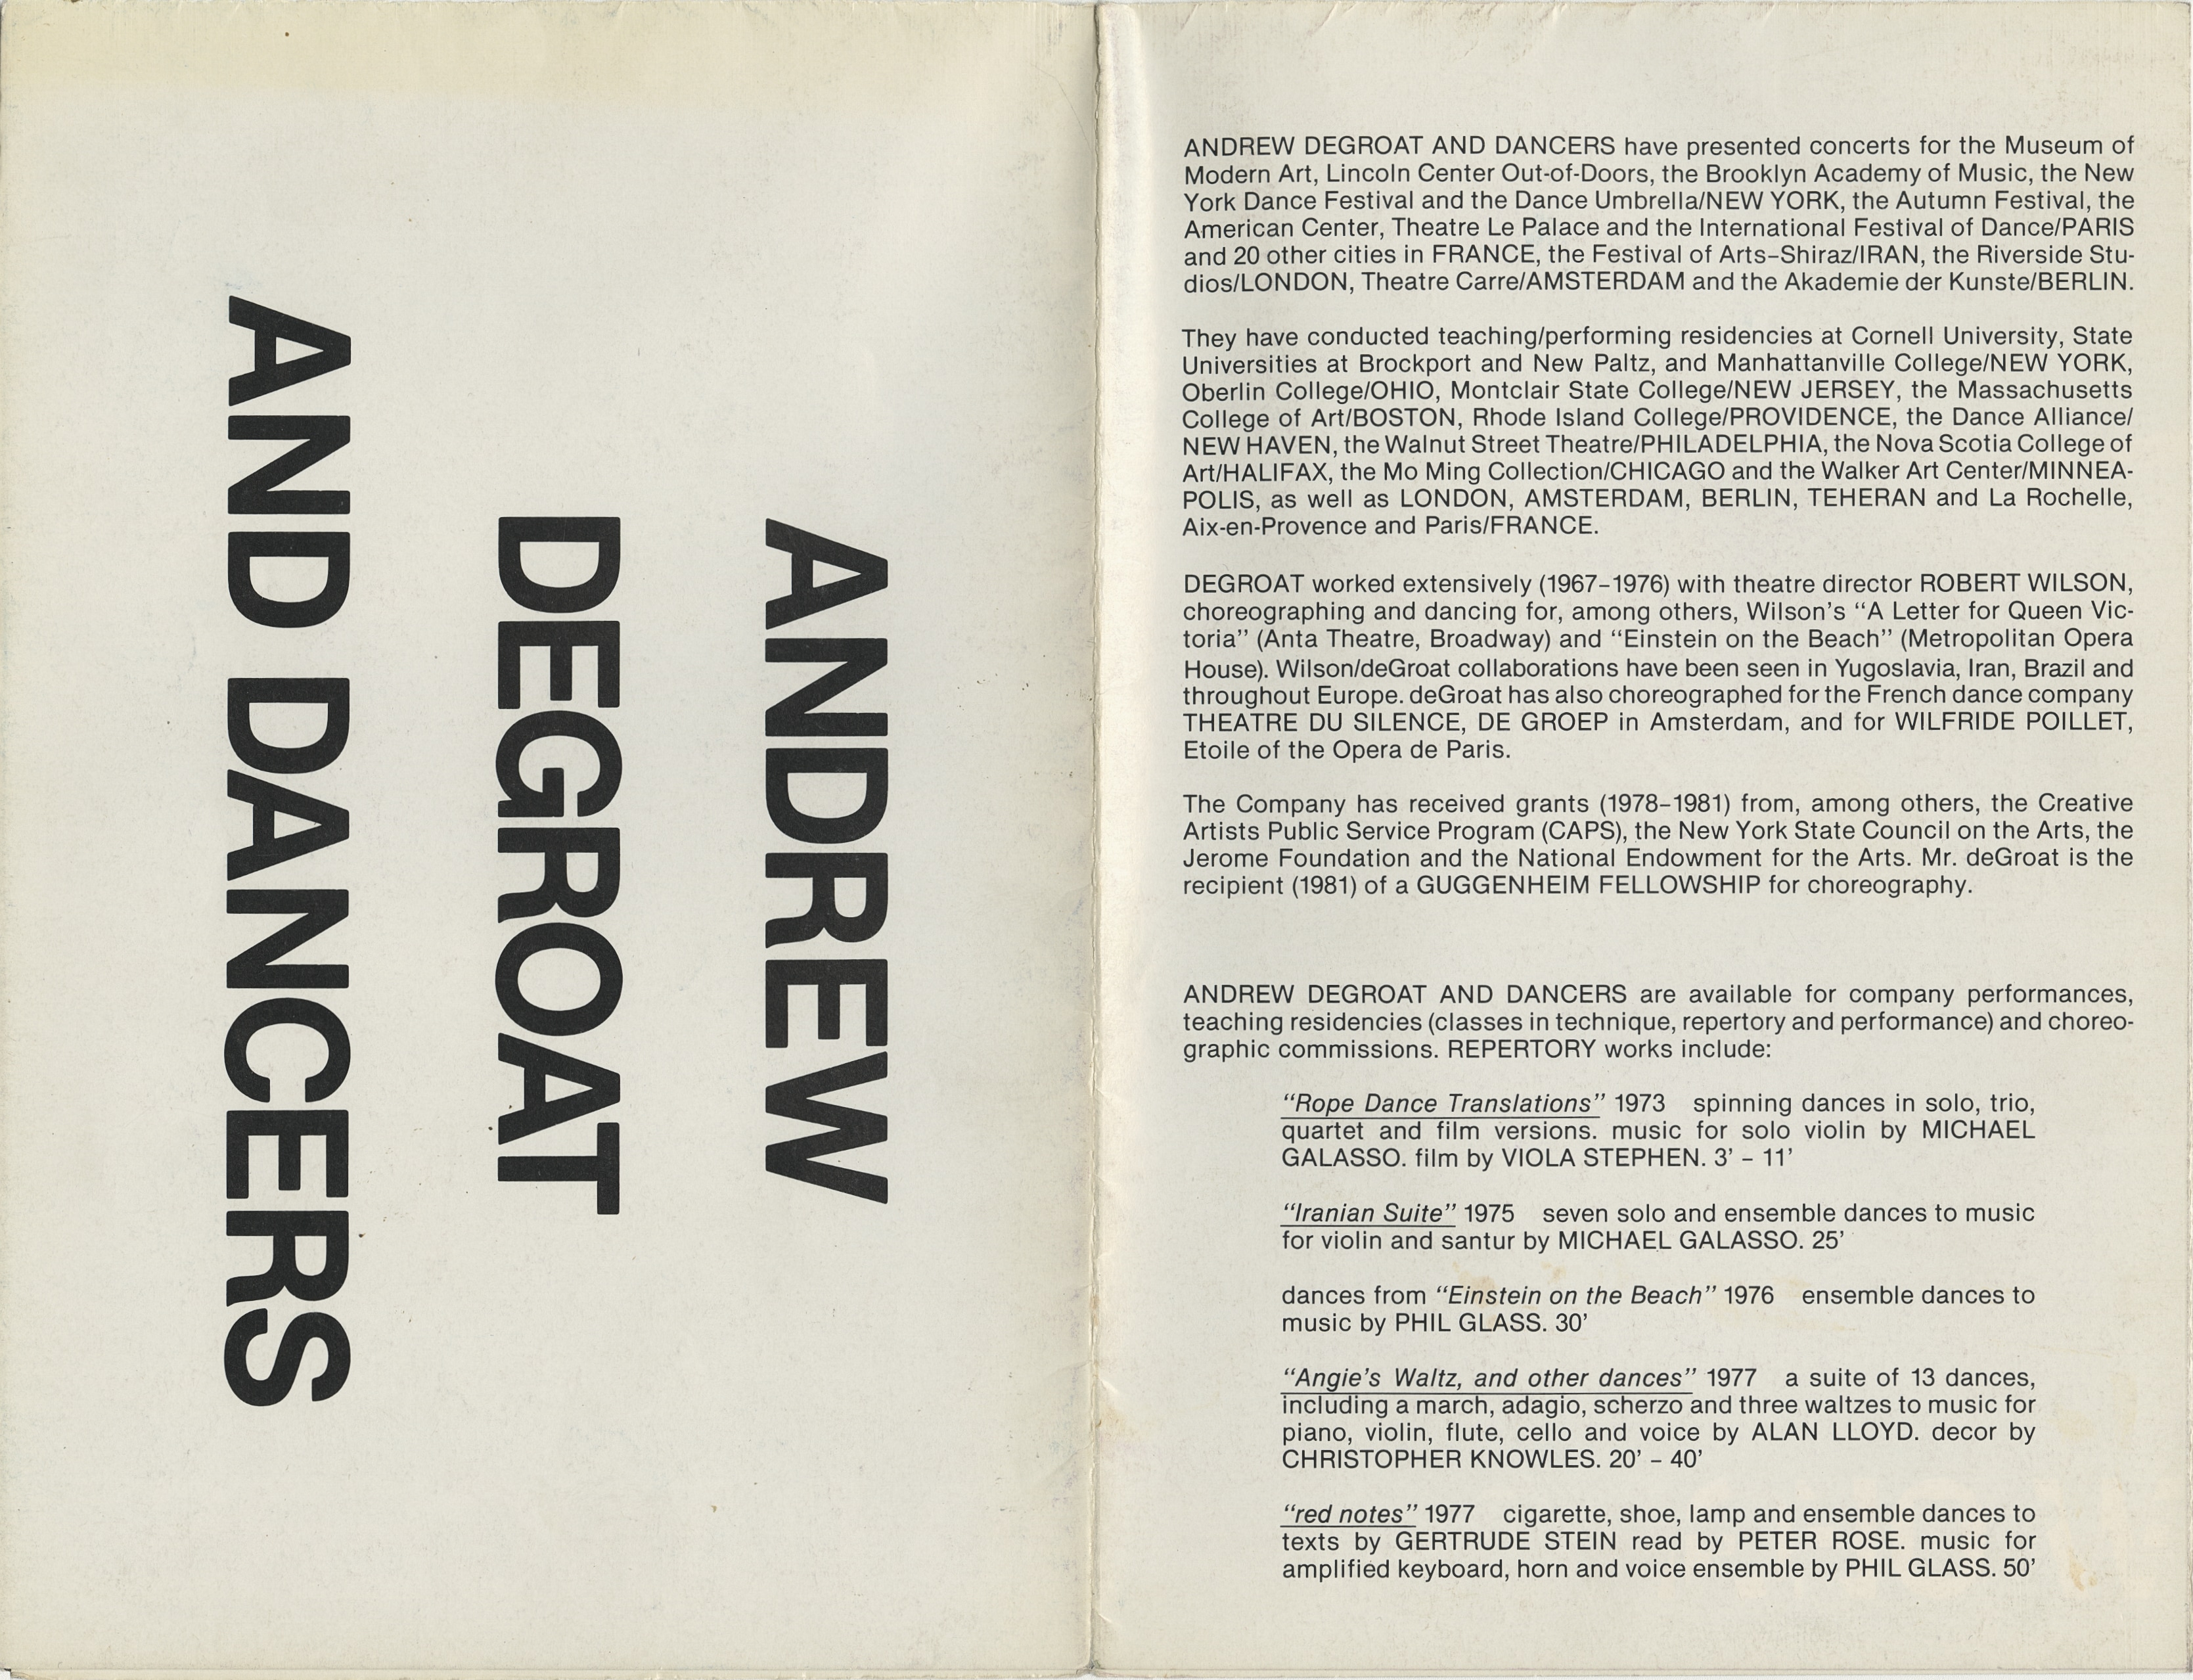 ANDREW
DEGROAT
AND DANCERS
ANDREW DEGROAT AND DANCERS have presented concerts for the Museum of
Modern Art, Lincoln Center Out-of-Doors, the Brooklyn Academy of Music, the New
York Dance Festival and the Dance Umbrella/NEW YORK, the Autumn Festival, the
American Center, Theatre Le Palace and the International Festival of Dance/PARIS
and 20 other cities in FRANCE, the Festival of Arts–Shiraz/IRAN, the Riverside Stu-
dios/LONDON, Theatre Carre/AMSTERDAM and the Akademie der Kunste/BERLIN.
They have conducted teaching/performing residencies at Cornell University, State
Universities at Brockport and New Paltz, and Manhattanville College/NEW YORK,
Oberlin College/OHIO, Montclair State College/NEW JERSEY, the Massachusetts
College of Art/BOSTON, Rhode Island College/PROVIDENCE, the Dance Alliance/
NEW HAVEN, the Walnut Street Theatre/PHILADELPHIA, the Nova Scotia College of
Art/HALIFAX, the Mo Ming Collection/CHICAGO and the Walker Art Center/MINNEA-
POLIS, as well as LONDON, AMSTERDAM, BERLIN, TEHERAN and La Rochelle,
Aix-en-Provence and Paris/FRANCE.
DEGROAT worked extensively (1967–1976) with theatre director ROBERT WILSON,
choreographing and dancing for, among others, Wilson's "A Letter for Queen Vic-
toria" (Anta Theatre, Broadway) and "Einstein on the Beach" (Metropolitan Opera
House). Wilson/deGroat collaborations have been seen in Yugoslavia, Iran, Brazil and
throughout Europe. deGroat has also choreographed for the French dance company
THEATRE DU SILENCE, DE GROEP in Amsterdam, and for WILFRIDE POILLET,
Etoile of the Opera de Paris.
The Company has received grants (1978–1981) from, among others, the Creative
Artists Public Service Program (CAPS), the New York State Council on the Arts, the
Jerome Foundation and the National Endowment for the Arts. Mr. deGroat is the
recipient (1981) of a GUGGENHEIM FELLOWSHIP for choreography.
ANDREW DEGROAT AND DANCERS are available for company performances,
teaching residencies (classes in technique, repertory and performance) and choreo-
graphic commissions. REPERTORY works include:
"Rope Dance Translations" 1973 spinning dances in solo, trio,
quartet and film versions. music for solo violin by MICHAEL
GALASSO. film by VIOLA STEPHEN. 3' – 11'
"Iranian Suite" 1975 seven solo and ensemble dances to music
for violin and santur by MICHAEL GALASSO. 25'
dances from "Einstein on the Beach" 1976 ensemble dances to
music by PHIL GLASS. 30'
"Angie's Waltz, and other dances" 1977 a suite of 13 dances,
including a march, adagio, scherzo and three waltzes to music for
piano, violin, flute, cello and voice by ALAN LLOYD. decor by
CHRISTOPHER KNOWLES. 20' – 40'
"red notes" 1977 cigarette, shoe, lamp and ensemble dances to
texts by GERTRUDE STEIN read by PETER ROSE. music for
amplified keyboard, horn and voice ensemble by PHIL GLASS. 50'